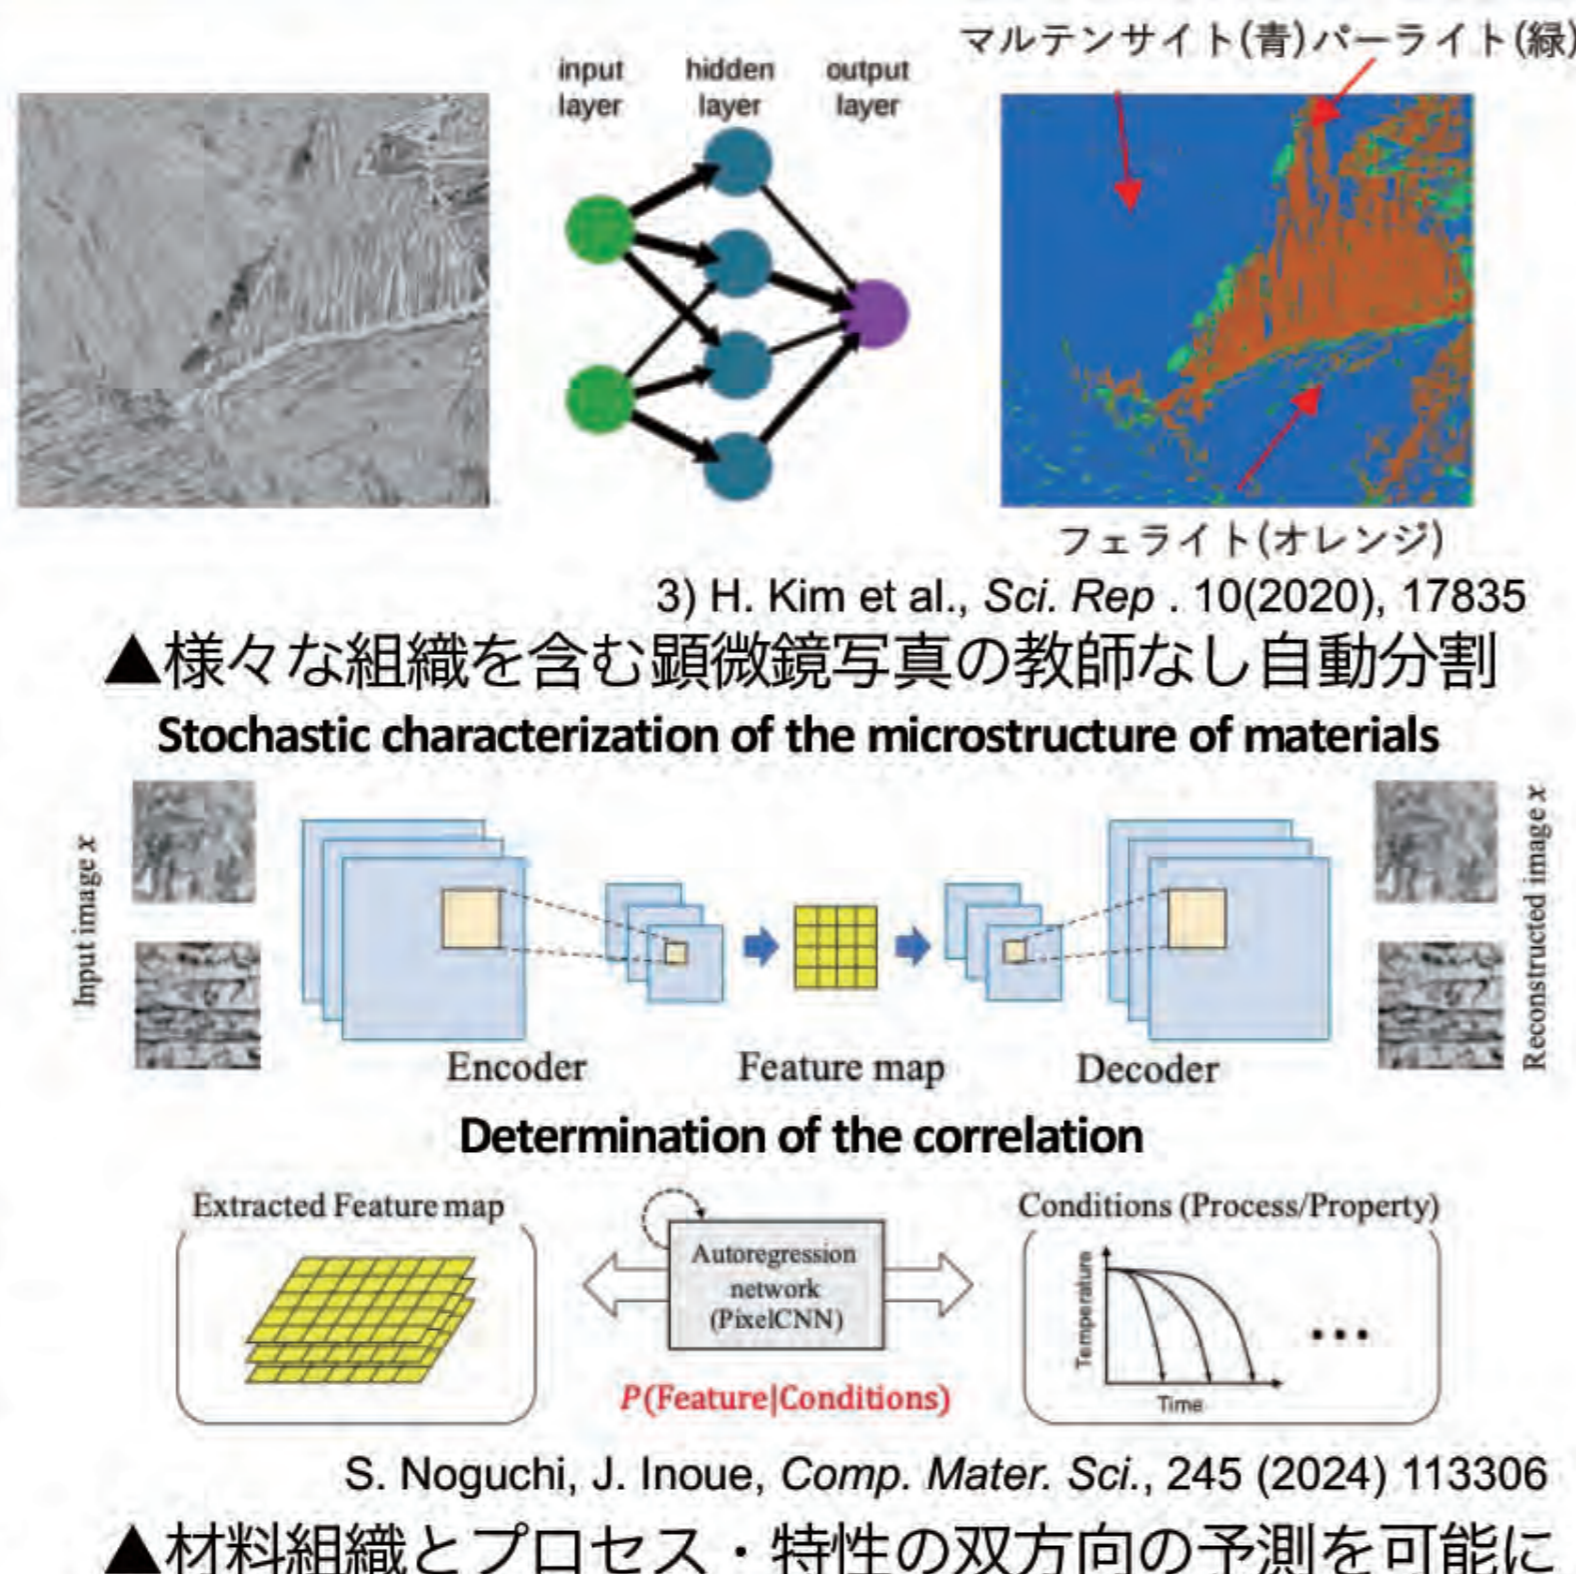 マルテンサイト(青)パーライト(緑)
input layer
hidden layer
output layer
フェライト(オレンジ)
3) H. Kim et al., Sci. Rep . 10(2020), 17835
▲様々な組織を含む顕微鏡写真の教師なし自動分割
Stochastic characterization of the microstructure of materials
Input image x
Reconstructed image x
Encoder
Feature map
Decoder
Determination of the correlation
Extracted Feature map
Autoregression
network
(PixelCNN)
P(Feature|Conditions)
Conditions (Process/Property)
Temperature
Time
•••
S. Noguchi, J. Inoue, Comp. Mater. Sci., 245 (2024) 113306
▲材料組織とプロセス・特性の双方向の予測を可能に